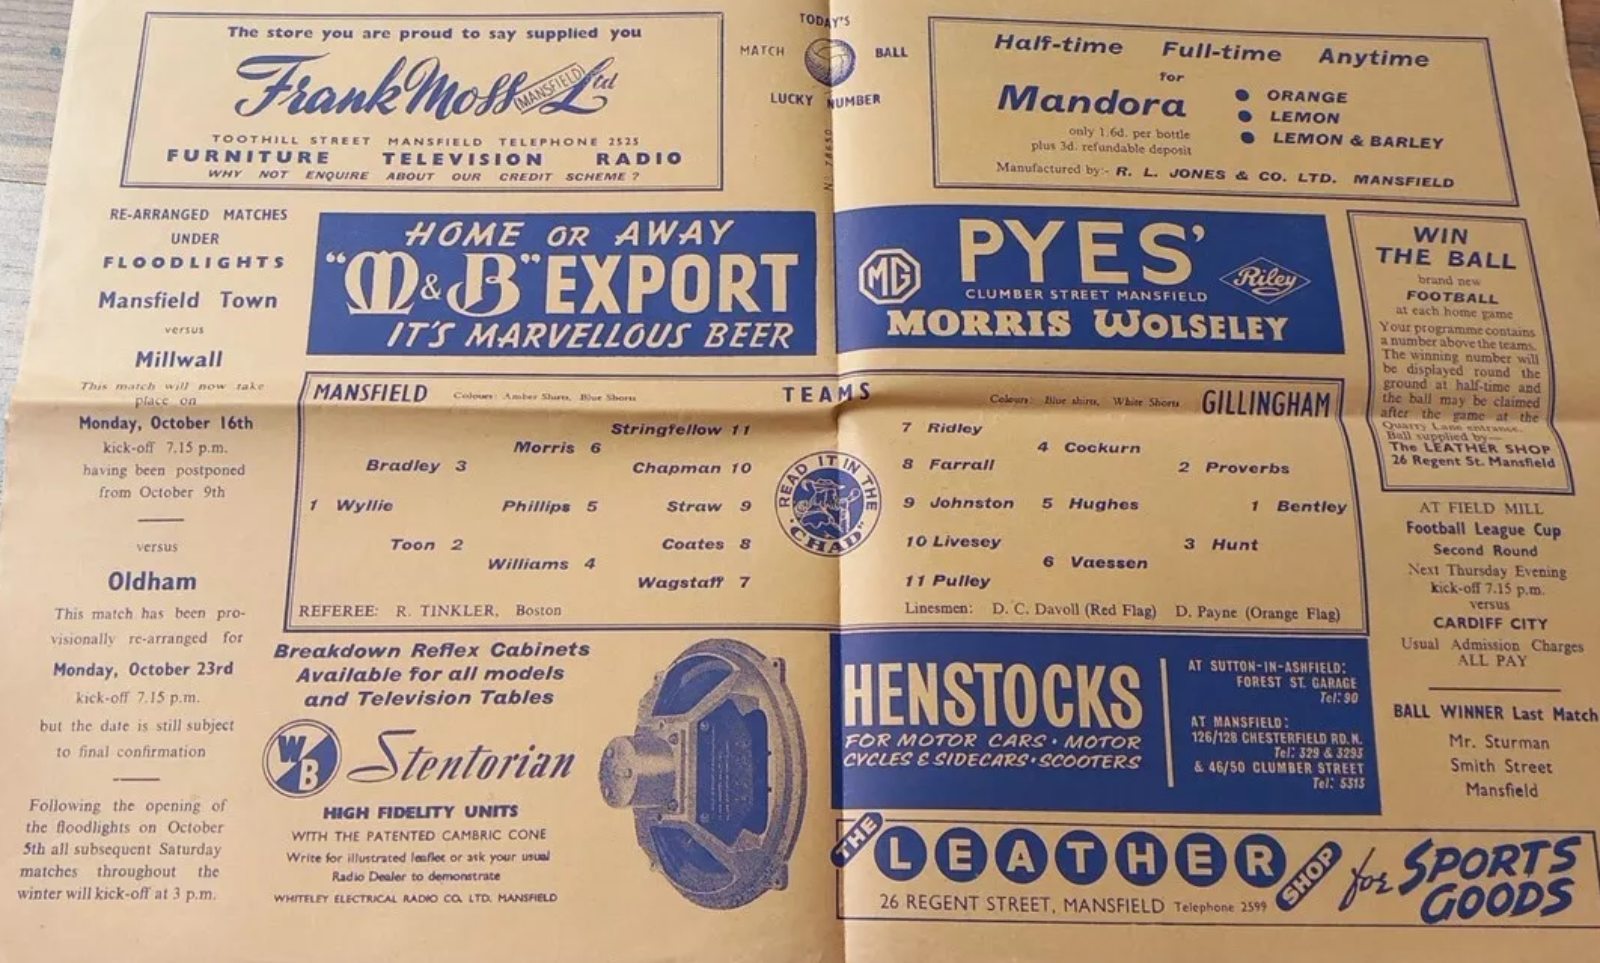 The store you are proud to say supplied you
Frank Moss MANSFIELD Ltd
TOOTHILL STREET MANSFIELD TELEPHONE 2525
FURNITURE TELEVISION RADIO
WHY NOT ENQUIRE ABOUT OUR CREDIT SCHEME ?
TODAY'S
MATCH BALL
LUCKY NUMBER
Half-time Full-time Anytime
for
Mandora
only 1/6d. per bottle
plus 3d. refundable deposit
ORANGE
LEMON
LEMON & BARLEY
Manufactured by:- R. L. JONES & CO. LTD. MANSFIELD
RE-ARRANGED MATCHES
UNDER
FLOODLIGHTS
Mansfield Town
versus
Millwall
This match will now take
place on
Monday, October 16th
kick-off 7.15 p.m.
having been postponed
from October 9th
versus
Oldham
This match has been pro-
visionally re-arranged for
Monday, October 23rd
kick-off 7.15 p.m.
but the date is still subject
to final confirmation
Following the opening of
the floodlights on October
5th all subsequent Saturday
matches throughout the
winter will kick-off at 3 p.m.
HOME OR AWAY
"M & B" EXPORT
IT'S MARVELLOUS BEER
MG
PYES'
Riley
CLUMBER STREET MANSFIELD
MORRIS WOLSELEY
WIN
THE BALL
brand new
FOOTBALL
at each home game
Your programme contains
a number above the teams.
The winning number will
be displayed round the
ground at half-time and
the ball may be claimed
after the game at the
Quarry Lane entrance.
Ball supplied by—
The LEATHER SHOP
26 Regent St. Mansfield
TEAMS
MANSFIELD Colours: Amber Shirts, Blue Shorts
Stringfellow 11
Morris 6
Bradley 3
Chapman 10
1 Wyllie
Phillips 5
Straw 9
Toon 2
Coates 8
Williams 4
Wagstaff 7
REFEREE: R. TINKLER, Boston
READ IT IN THE
"CHAD"
Colours: Blue shirts, White Shorts GILLINGHAM
7 Ridley
4 Cockurn
8 Farrall
2 Proverbs
9 Johnston
5 Hughes
1 Bentley
10 Livesey
3 Hunt
6 Vaessen
11 Pulley
Linesmen: D. C. Davoll (Red Flag) D. Payne (Orange Flag)
AT FIELD MILL
Football League Cup
Second Round
Next Thursday Evening
kick-off 7.15 p.m.
versus
CARDIFF CITY
Usual Admission Charges
ALL PAY
BALL WINNER Last Match
Mr. Sturman
Smith Street
Mansfield
Breakdown Reflex Cabinets
Available for all models
and Television Tables
WB Stentorian
HIGH FIDELITY UNITS
WITH THE PATENTED CAMBRIC CONE
Write for illustrated leaflet or ask your usual
Radio Dealer to demonstrate
WHITELEY ELECTRICAL RADIO CO. LTD. MANSFIELD
HENSTOCKS
FOR MOTOR CARS · MOTOR
CYCLES & SIDECARS · SCOOTERS
AT SUTTON-IN-ASHFIELD:
FOREST ST. GARAGE
Tel: 90
AT MANSFIELD:
126/128 CHESTERFIELD RD. N.
Tel: 329 & 3293
& 46/50 CLUMBER STREET
Tel: 5313
THE LEATHER SHOP for SPORTS
GOODS
26 REGENT STREET, MANSFIELD Telephone 2599